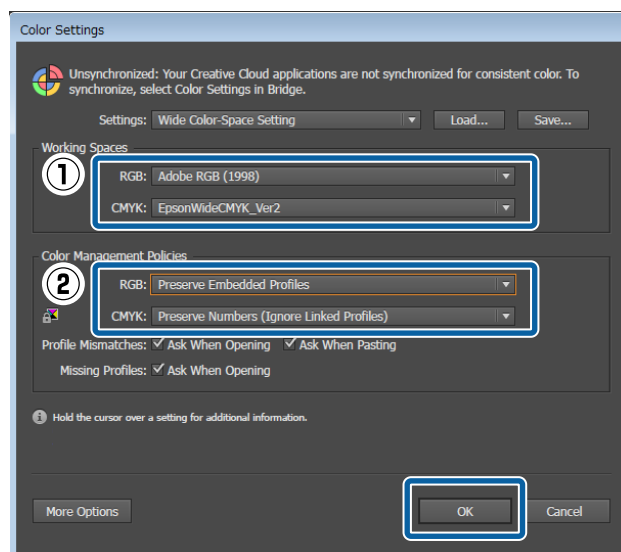 Color Settings
Unsynchronized: Your Creative Cloud applications are not synchronized for consistent color. To
synchronize, select Color Settings in Bridge.
Settings: Wide Color-Space Setting Load... Save...
Working Spaces
①
RGB: Adobe RGB (1998)
CMYK: EpsonWideCMYK_Ver2
Color Management Policies
②
RGB: Preserve Embedded Profiles
CMYK: Preserve Numbers (Ignore Linked Profiles)
Profile Mismatches: Ask When Opening Ask When Pasting
Missing Profiles: Ask When Opening
Hold the cursor over a setting for additional information.
More Options OK Cancel